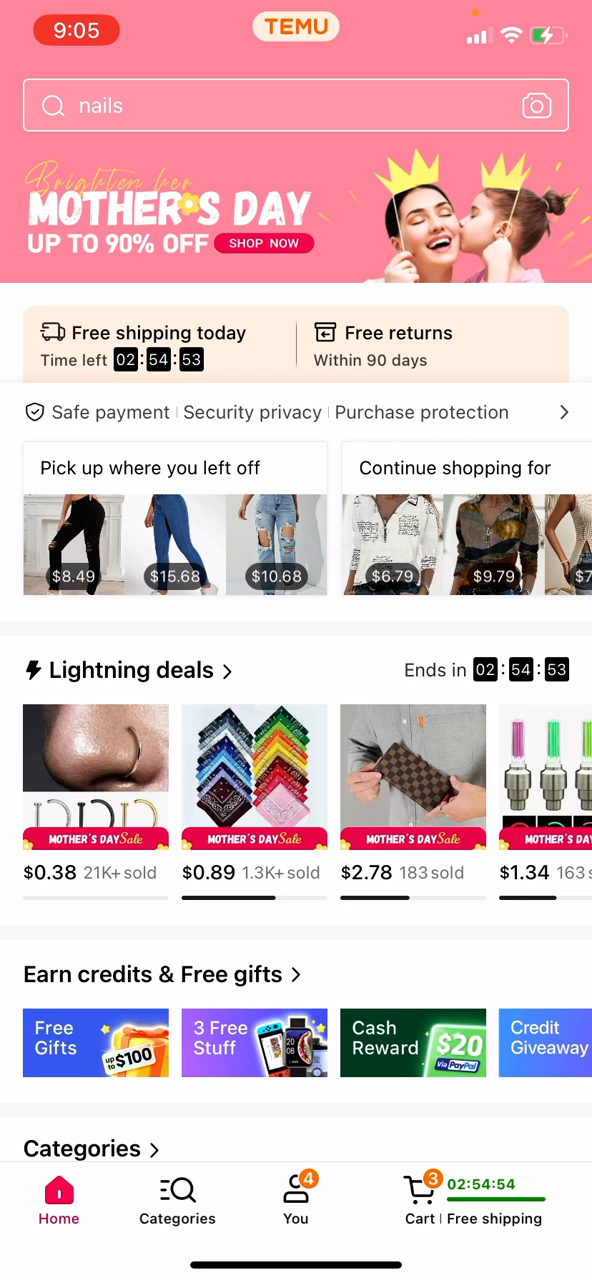 9:05
TEMU
nails
Brighten her
MOTHER'S DAY
UP TO 90% OFF SHOP NOW
Free shipping today
Time left 02:54:53
Free returns
Within 90 days
Safe payment | Security privacy | Purchase protection
Pick up where you left off
$8.49 $15.68 $10.68
Continue shopping for
$6.79 $9.79 $7
Lightning deals
Ends in 02:54:53
MOTHER'S DAY Sale
$0.38 21K+ sold
MOTHER'S DAY Sale
$0.89 1.3K+ sold
MOTHER'S DAY Sale
$2.78 183 sold
MOTHER'S DA
$1.34 163 s
Earn credits & Free gifts
Free
Gifts
up to $100
3 Free
Stuff
Cash
Reward
$20
Via PayPal
Credit
Giveaway
Categories
Home
Categories
4
You
3
02:54:54
Cart | Free shipping